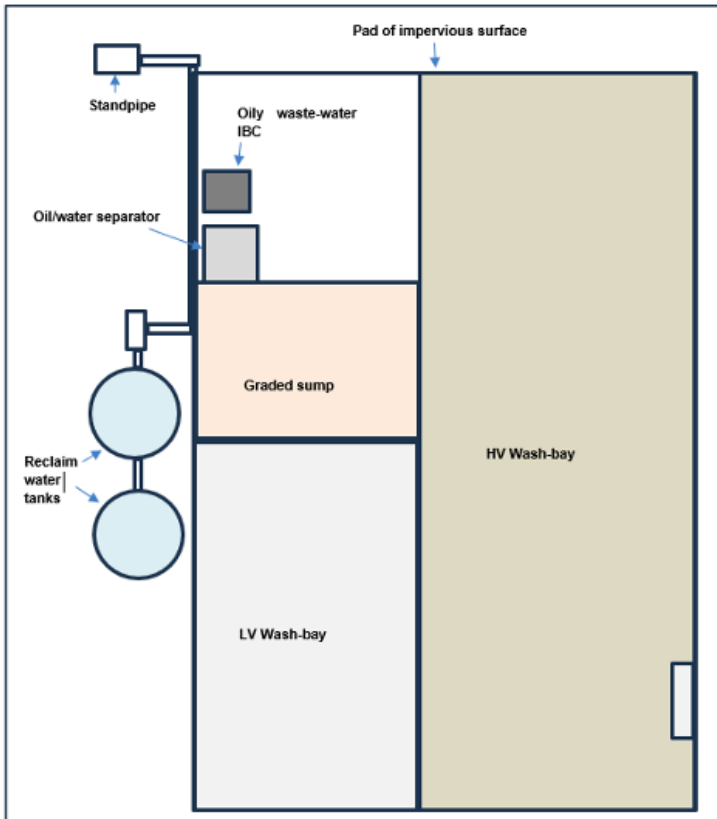 Pad of impervious surface
Standpipe
Oily waste-water
IBC
Oil/water separator
Graded sump
HV Wash-bay
Reclaim
water
tanks
LV Wash-bay